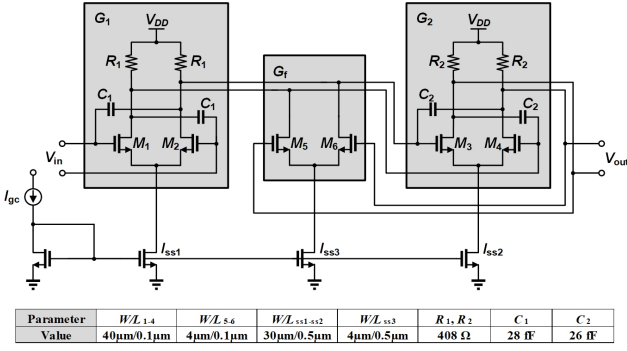 G1 VDD R1 R1 C1 C1 M1 M2
Gf M5 M6
G2 VDD R2 R2 C2 C2 M3 M4
Vin
Vout
Igc
Iss1 Iss3 Iss2
Parameter W/L 1-4 W/L 5-6 W/L ss1-ss2 W/L ss3 R1, R2 C1 C2
Value 40μm/0.1μm 4μm/0.1μm 30μm/0.5μm 4μm/0.5μm 408 Ω 28 fF 26 fF